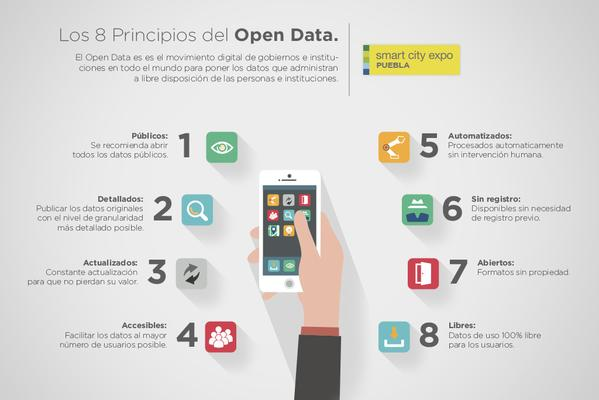 Los 8 Principios del Open Data.
El Open Data es es el movimiento digital de gobiernos e institu-
ciones en todo el mundo para poner los datos que administran
a libre disposición de las personas e instituciones.
smart city expo
PUEBLA
Públicos:
Se recomienda abrir
todos los datos públicos.
1
Detallados:
Publicar los datos originales
con el nivel de granularidad
más detallado posible.
2
Actualizados:
Constante actualización
para que no pierdan su valor.
3
Accesibles:
Facilitar los datos al mayor
número de usuarios posible.
4
5
Automatizados:
Procesados automaticamente
sin intervención humana.
6
Sin registro:
Disponibles sin necesidad
de registro previo.
7
Abiertos:
Formatos sin propiedad.
8
Libres:
Datos de uso 100% libre
para los usuarios.